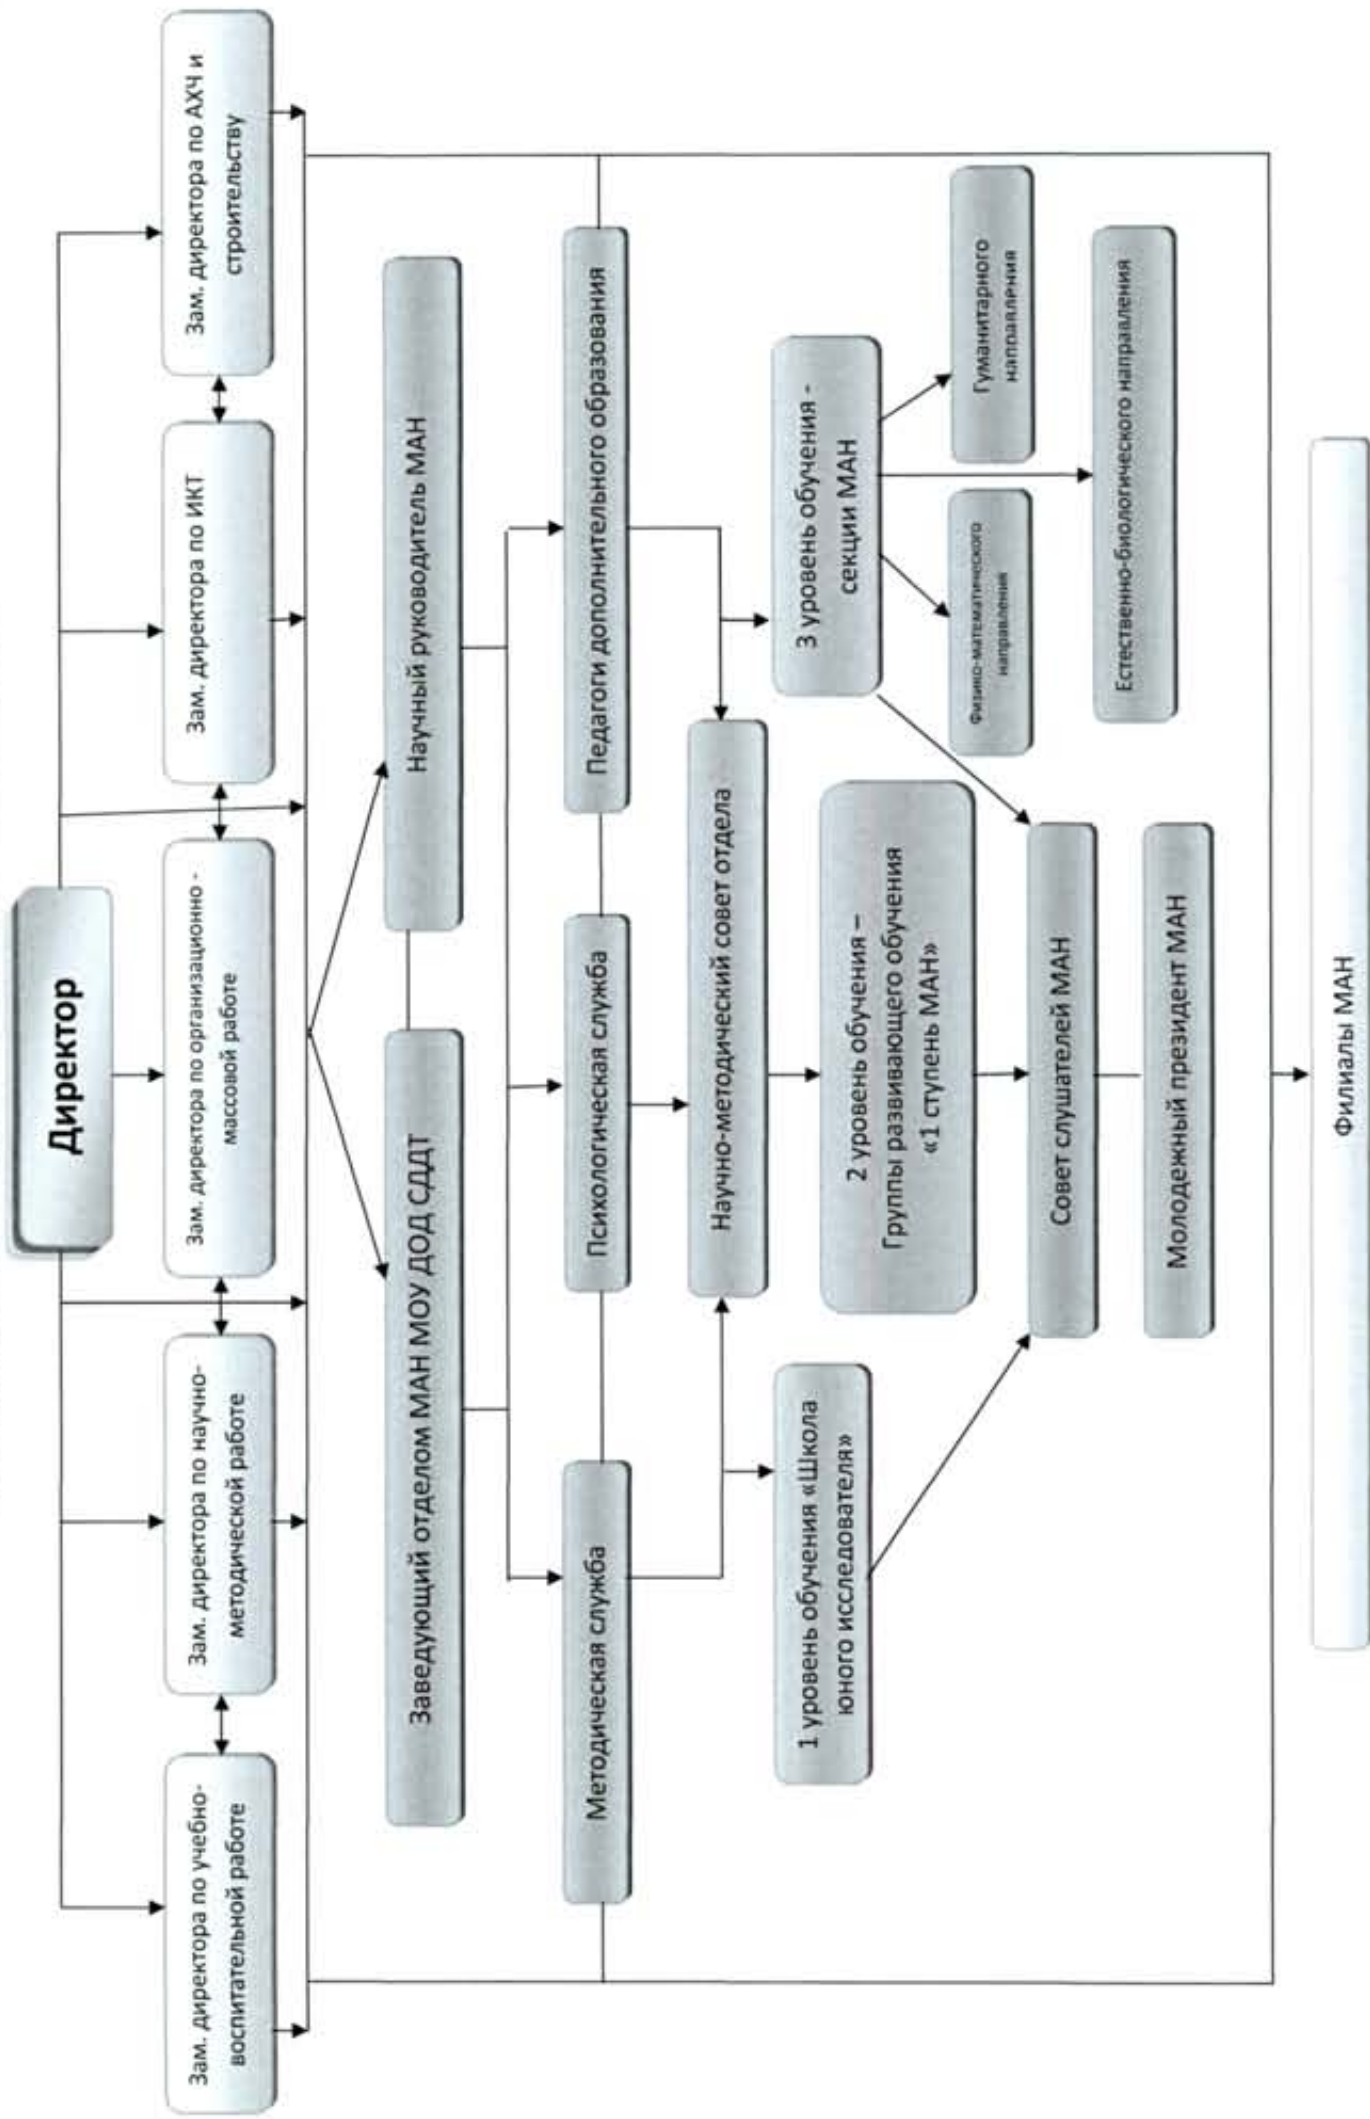 Директор
Зам. директора по учебно-
воспитательной работе
Зам. директора по научно-
методической работе
Зам. директора по организационно -
массовой работе
Зам. директора по ИКТ
Зам. директора по АХЧ и
строительству
Заведующий отделом МАН МОУ ДОД СДДТ
Научный руководитель МАН
Методическая служба
Психологическая служба
Педагоги дополнительного образования
Научно-методический совет отдела
1 уровень обучения «Школа
юного исследователя»
2 уровень обучения –
Группы развивающего обучения
«1 ступень МАН»
3 уровень обучения -
секции МАН
Физико-математического
направления
Гуманитарного
направления
Естественно-биологического направления
Совет слушателей МАН
Молодежный президент МАН
Филиалы МАН